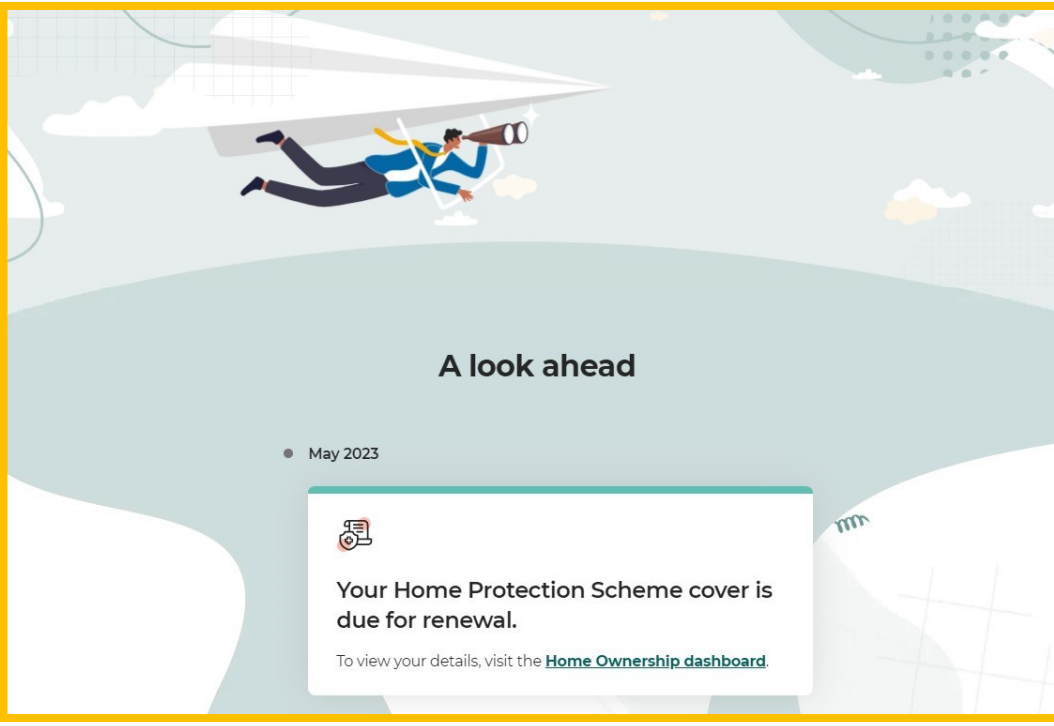 A look ahead
May 2023
Your Home Protection Scheme cover is
due for renewal.
To view your details, visit the Home Ownership dashboard.